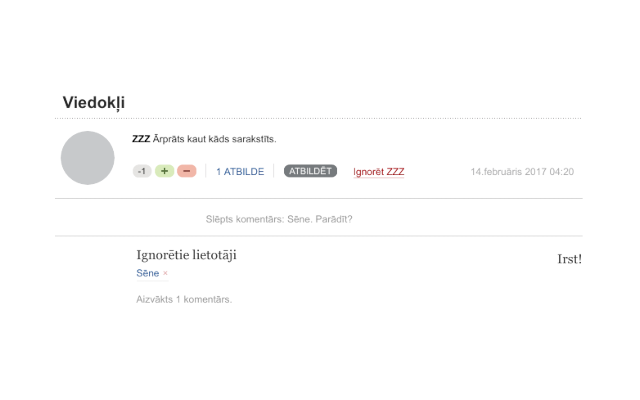 Viedokļi
ZZZ Ārprāts kaut kāds sarakstīts.
-1 + − 1 ATBILDE ATBILDĒT Ignorēt ZZZ 14.februāris 2017 04:20
Slēpts komentārs: Sēne. Parādīt?
Ignorētie lietotāji Irst!
Sēne ×
Aizvākts 1 komentārs.